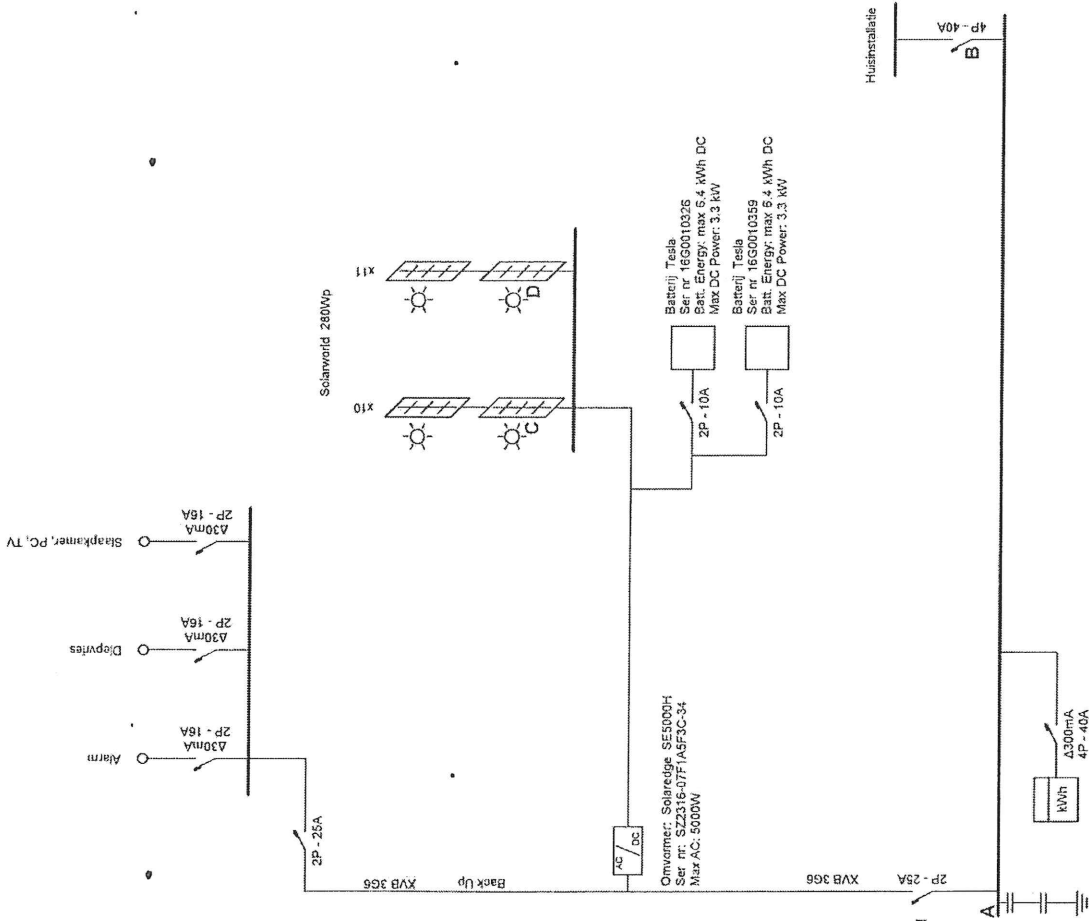 Huisinstallatie
4P - 40A
B
Solarworld 280Wp
x10
x11
C
D
Batterij Tesla
Ser nr 16G0010326
Batt. Energy: max 6.4 kWh DC
Max DC Power: 3.3 kW
Batterij Tesla
Ser nr 16G0010359
Batt. Energy: max 6.4 kWh DC
Max DC Power: 3.3 kW
2P - 10A
2P - 10A
Slaapkamer, PC, TV
Δ30mA
2P - 16A
Diepvries
Δ30mA
2P - 16A
Alarm
Δ30mA
2P - 16A
2P - 25A
XVB 3G6
Back Up
AC
DC
Omvormer: Solaredge SE5000H
Ser nr: SZ2316-07F1A5F3C-34
Max AC: 5000W
XVB 3G6
2P - 25A
A
kWh
Δ300mA
4P - 40A